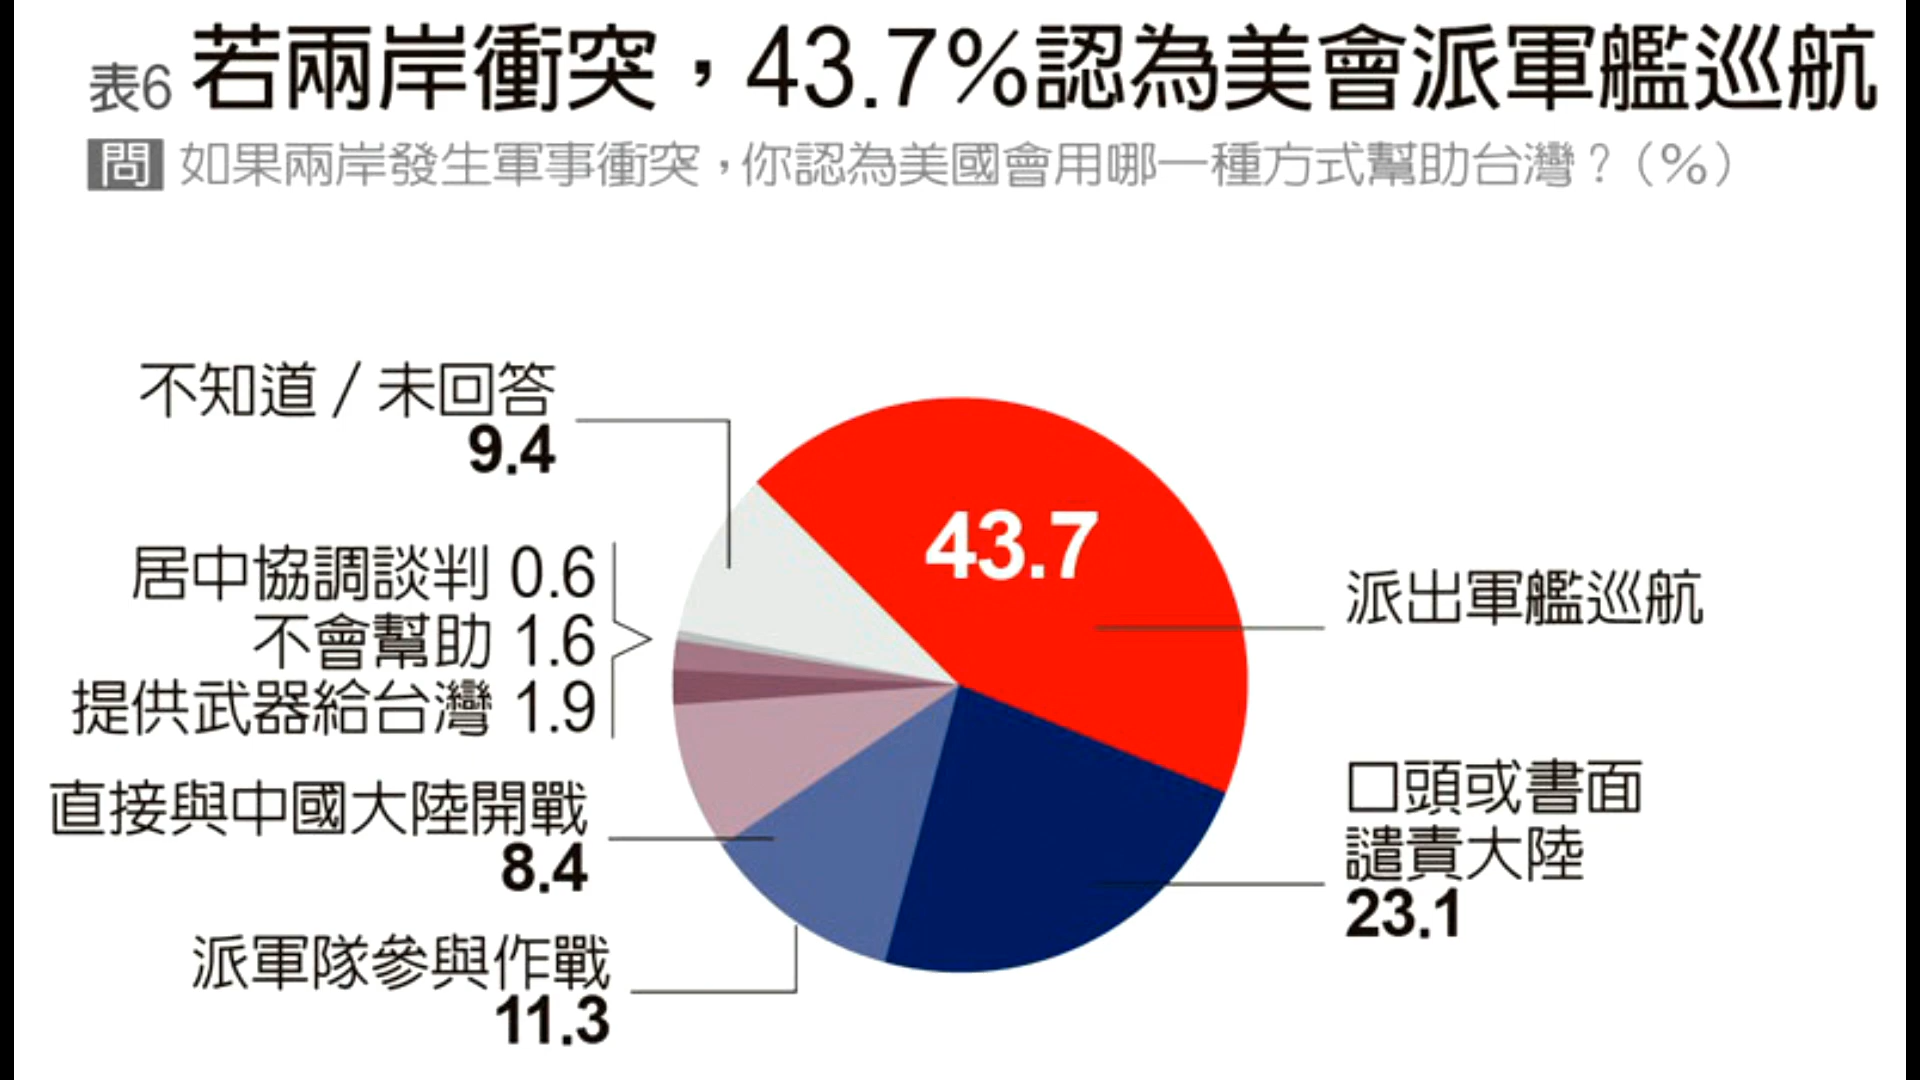 表6 若兩岸衝突，43.7%認為美會派軍艦巡航
問 如果兩岸發生軍事衝突，你認為美國會用哪一種方式幫助台灣？（%）
不知道 / 未回答
9.4
43.7
居中協調談判 0.6
不會幫助 1.6
提供武器給台灣 1.9
派出軍艦巡航
直接與中國大陸開戰
8.4
口頭或書面
譴責大陸
23.1
派軍隊參與作戰
11.3